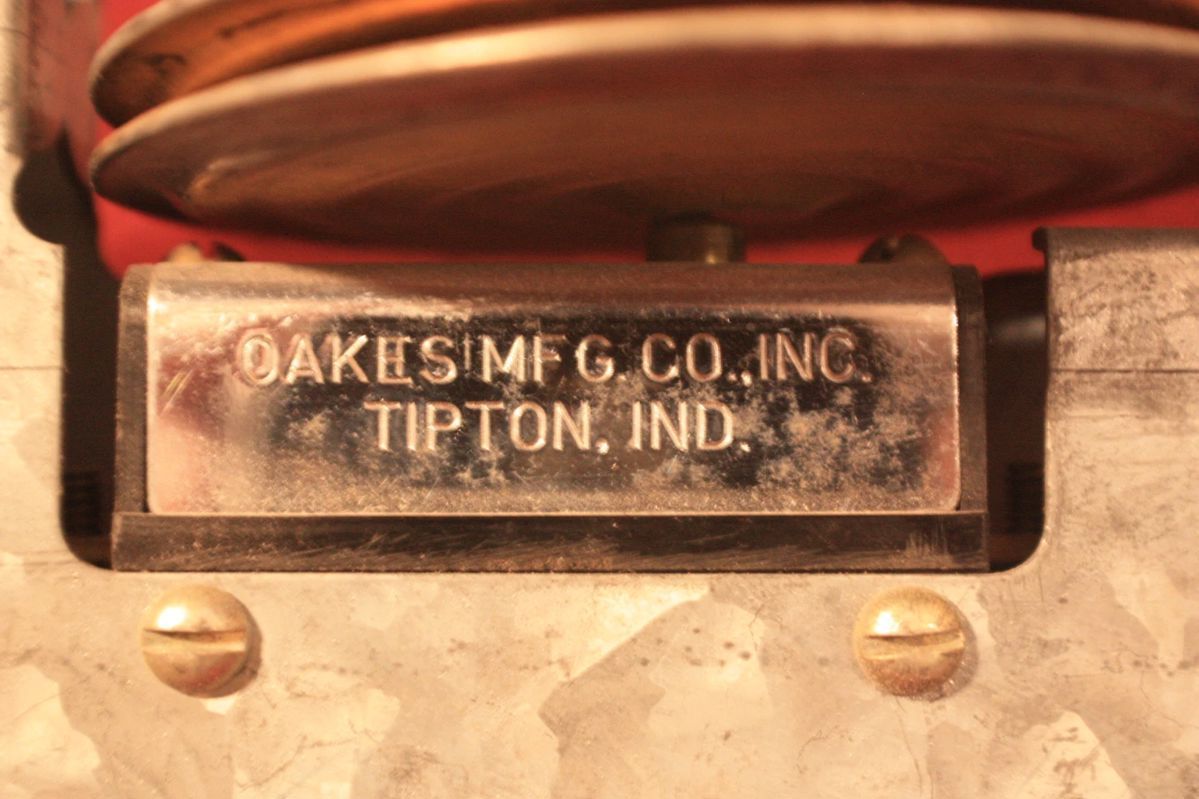 OAKES MFG. CO., INC.
TIPTON, IND.